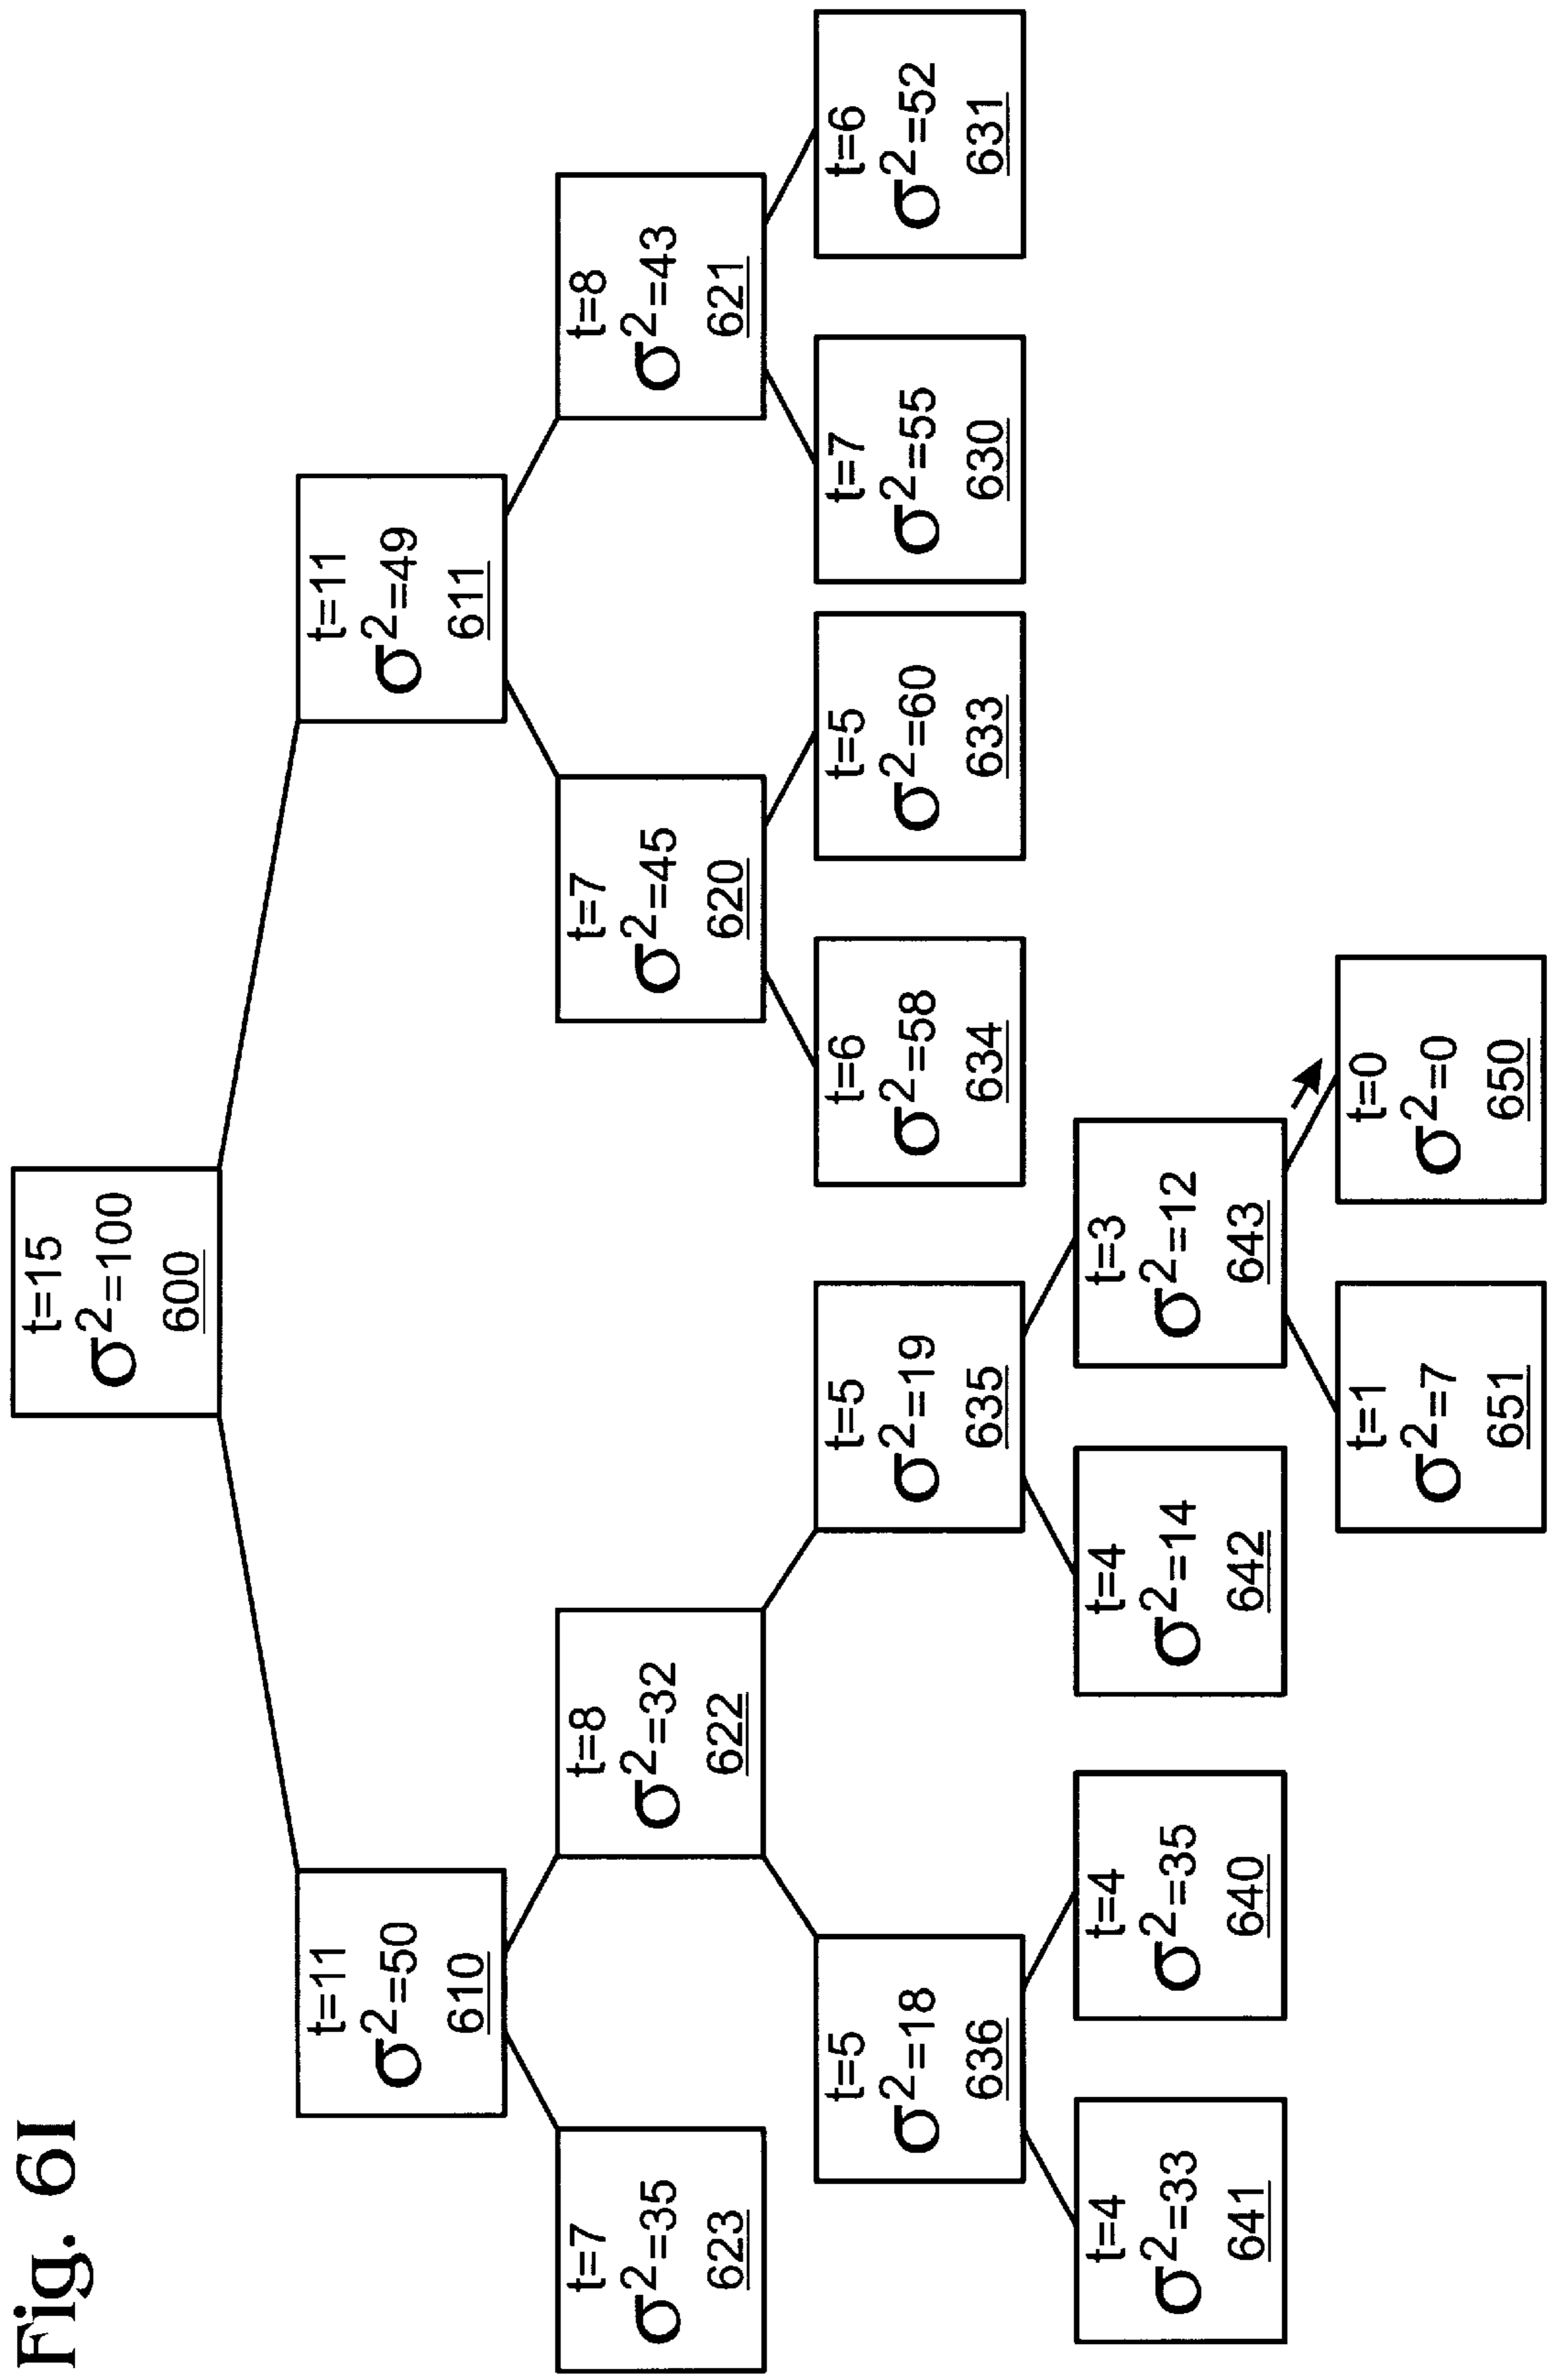 Fig. 6I
t=15
σ²=100
600
t=11
σ²=50
610
t=11
σ²=49
611
t=7
σ²=35
623
t=8
σ²=32
622
t=7
σ²=45
620
t=8
σ²=43
621
t=5
σ²=18
636
t=5
σ²=19
635
t=6
σ²=58
634
t=5
σ²=60
633
t=7
σ²=55
630
t=6
σ²=52
631
t=4
σ²=33
641
t=4
σ²=35
640
t=4
σ²=14
642
t=3
σ²=12
643
t=1
σ²=7
651
t=0
σ²=0
650